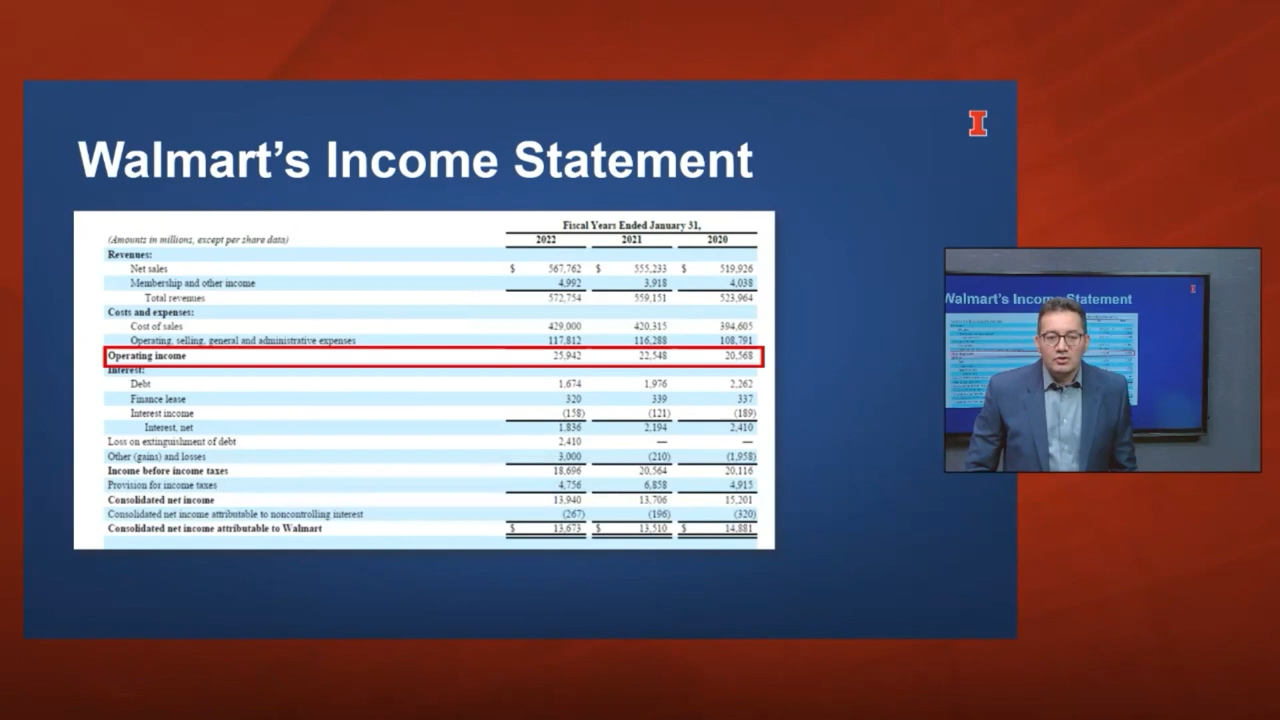 I
Walmart's Income Statement
Fiscal Years Ended January 31,
(Amounts in millions, except per share data) 2022 2021 2020
Revenues:
Net sales $ 567,762 $ 555,233 $ 519,926
Membership and other income 4,992 3,918 4,038
Total revenues 572,754 559,151 523,964
Costs and expenses:
Cost of sales 429,000 420,315 394,605
Operating, selling, general and administrative expenses 117,812 116,288 108,791
Operating income 25,942 22,548 20,568
Interest:
Debt 1,674 1,976 2,262
Finance lease 320 339 337
Interest income (158) (121) (189)
Interest, net 1,836 2,194 2,410
Loss on extinguishment of debt 2,410 — —
Other (gains) and losses 3,000 (210) (1,958)
Income before income taxes 18,696 20,564 20,116
Provision for income taxes 4,756 6,858 4,915
Consolidated net income 13,940 13,706 15,201
Consolidated net income attributable to noncontrolling interest (267) (196) (320)
Consolidated net income attributable to Walmart $ 13,673 $ 13,510 $ 14,881
Walmart's Income Statement